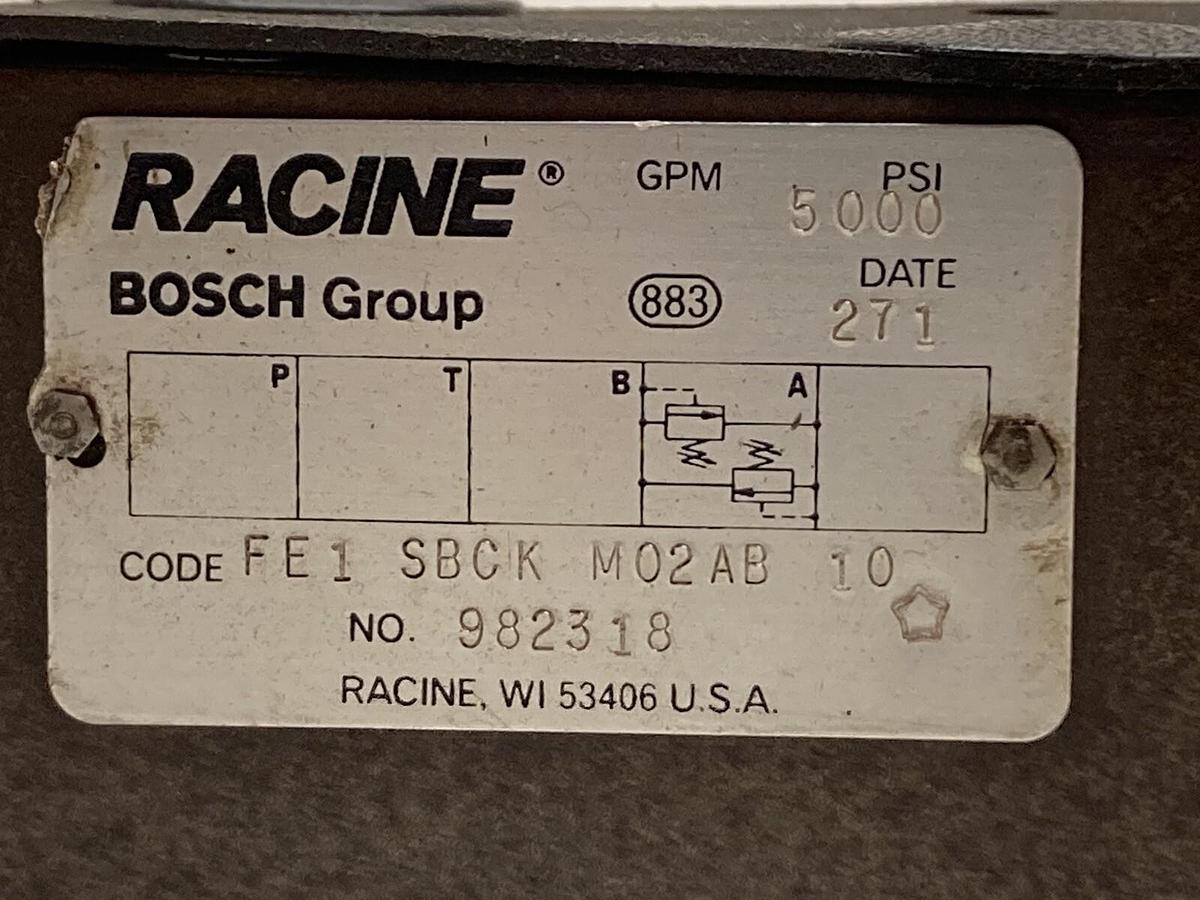 RACINE® GPM PSI
5000
BOSCH Group 883 DATE
271
P T B A
CODE FE1 SBCK M02AB 10
NO. 982318
RACINE, WI 53406 U.S.A.